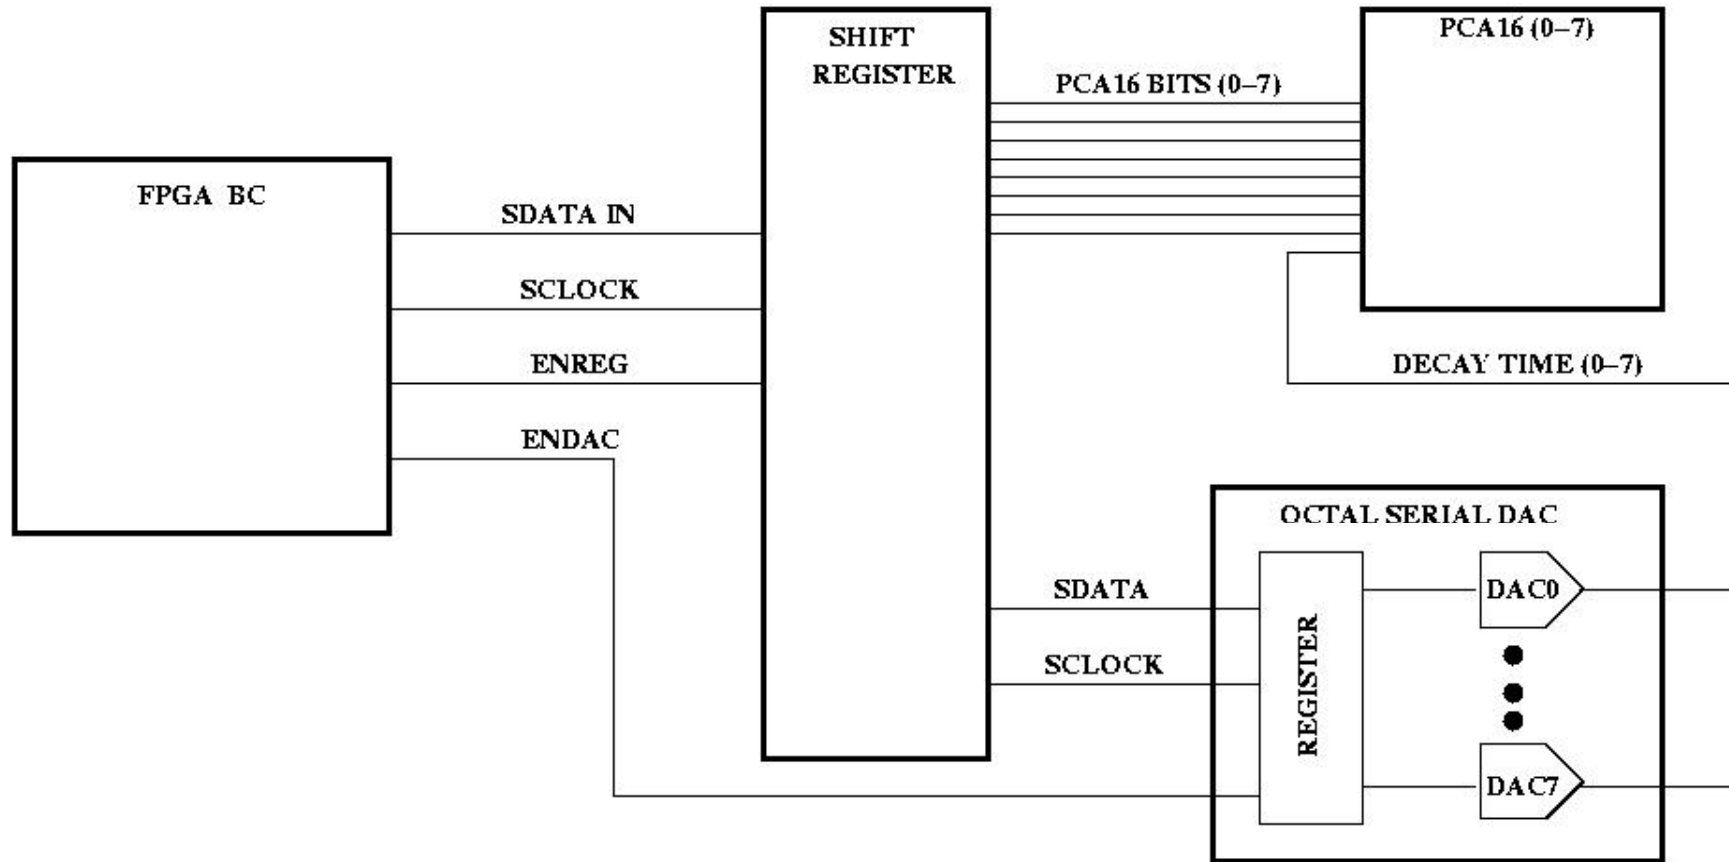 SHIFT
REGISTER
PCA16 (0–7)
PCA16 BITS (0–7)
FPGA BC
SDATA IN
SCLOCK
ENREG
ENDAC
DECAY TIME (0–7)
OCTAL SERIAL DAC
SDATA
SCLOCK
REGISTER
DAC0
DAC7